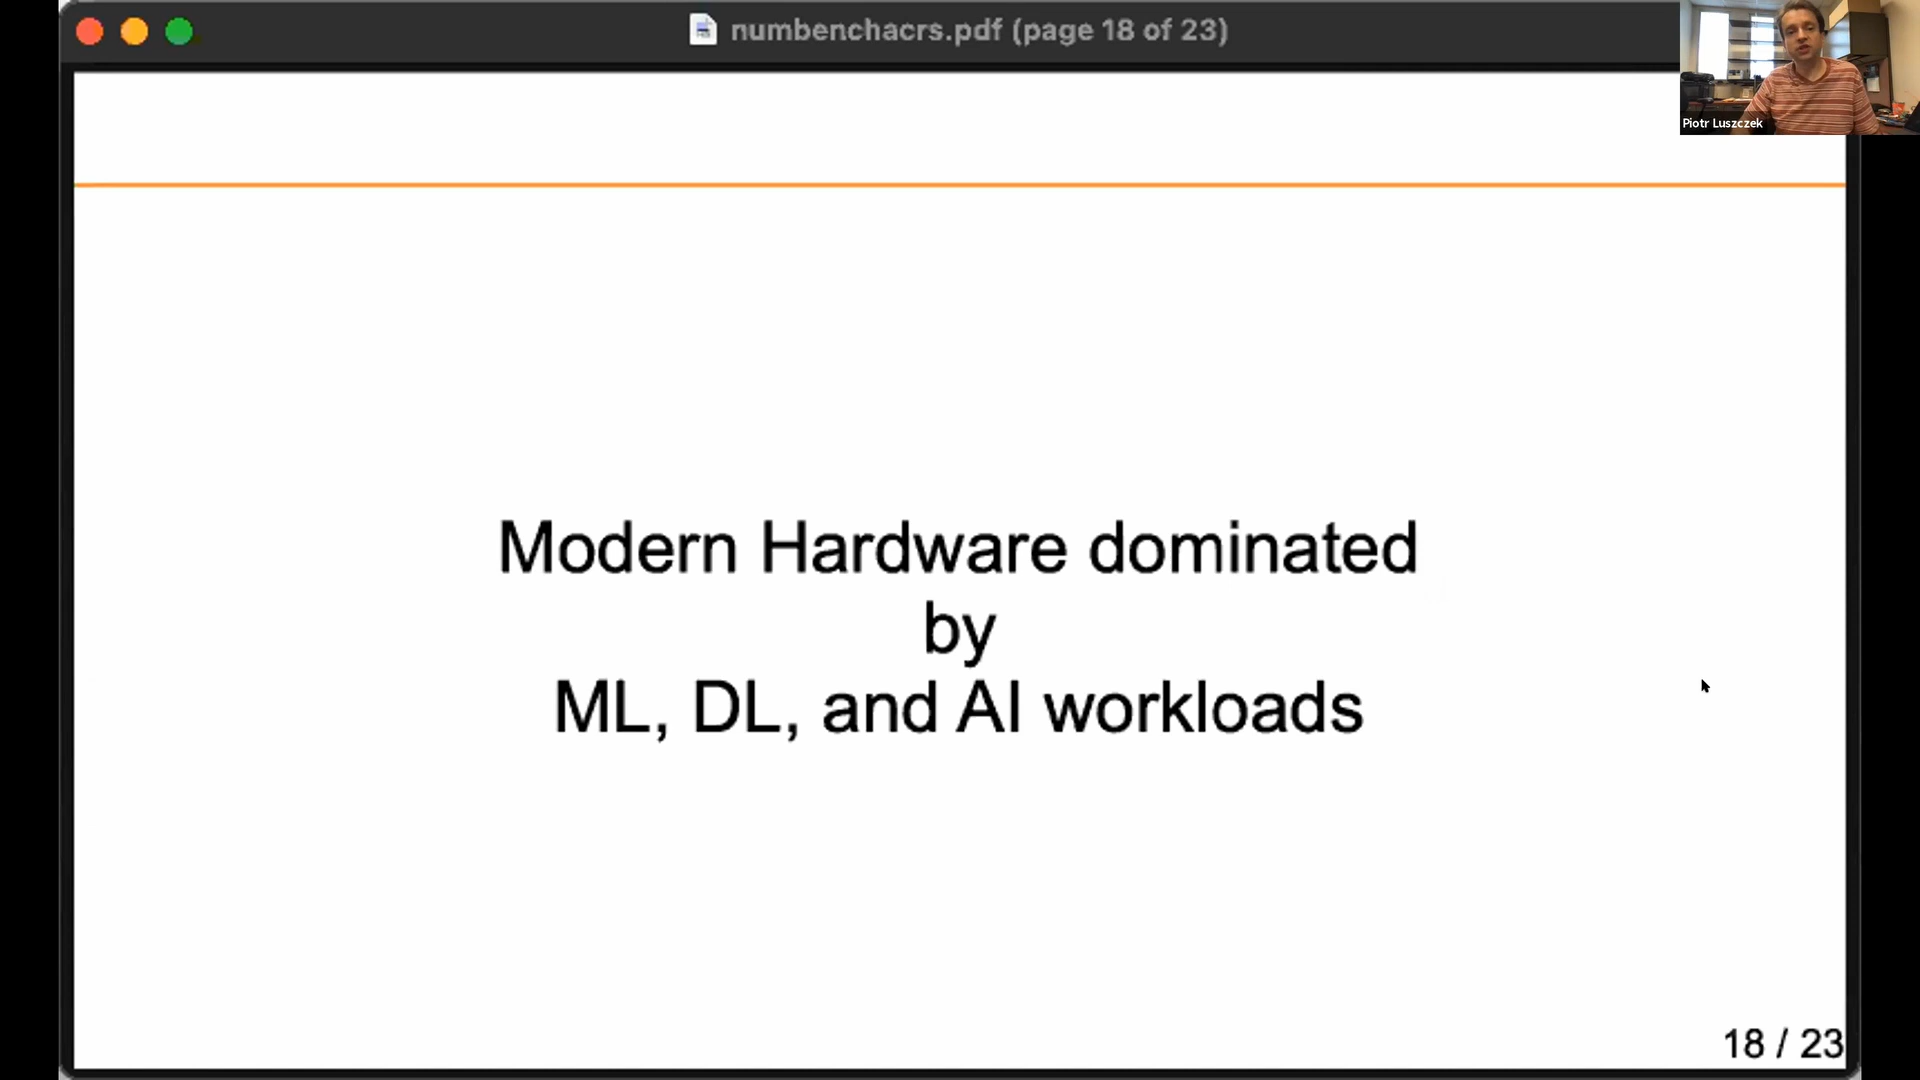 numbenchacrs.pdf (page 18 of 23)
Piotr Luszczek
Modern Hardware dominated
by
ML, DL, and AI workloads
18 / 23